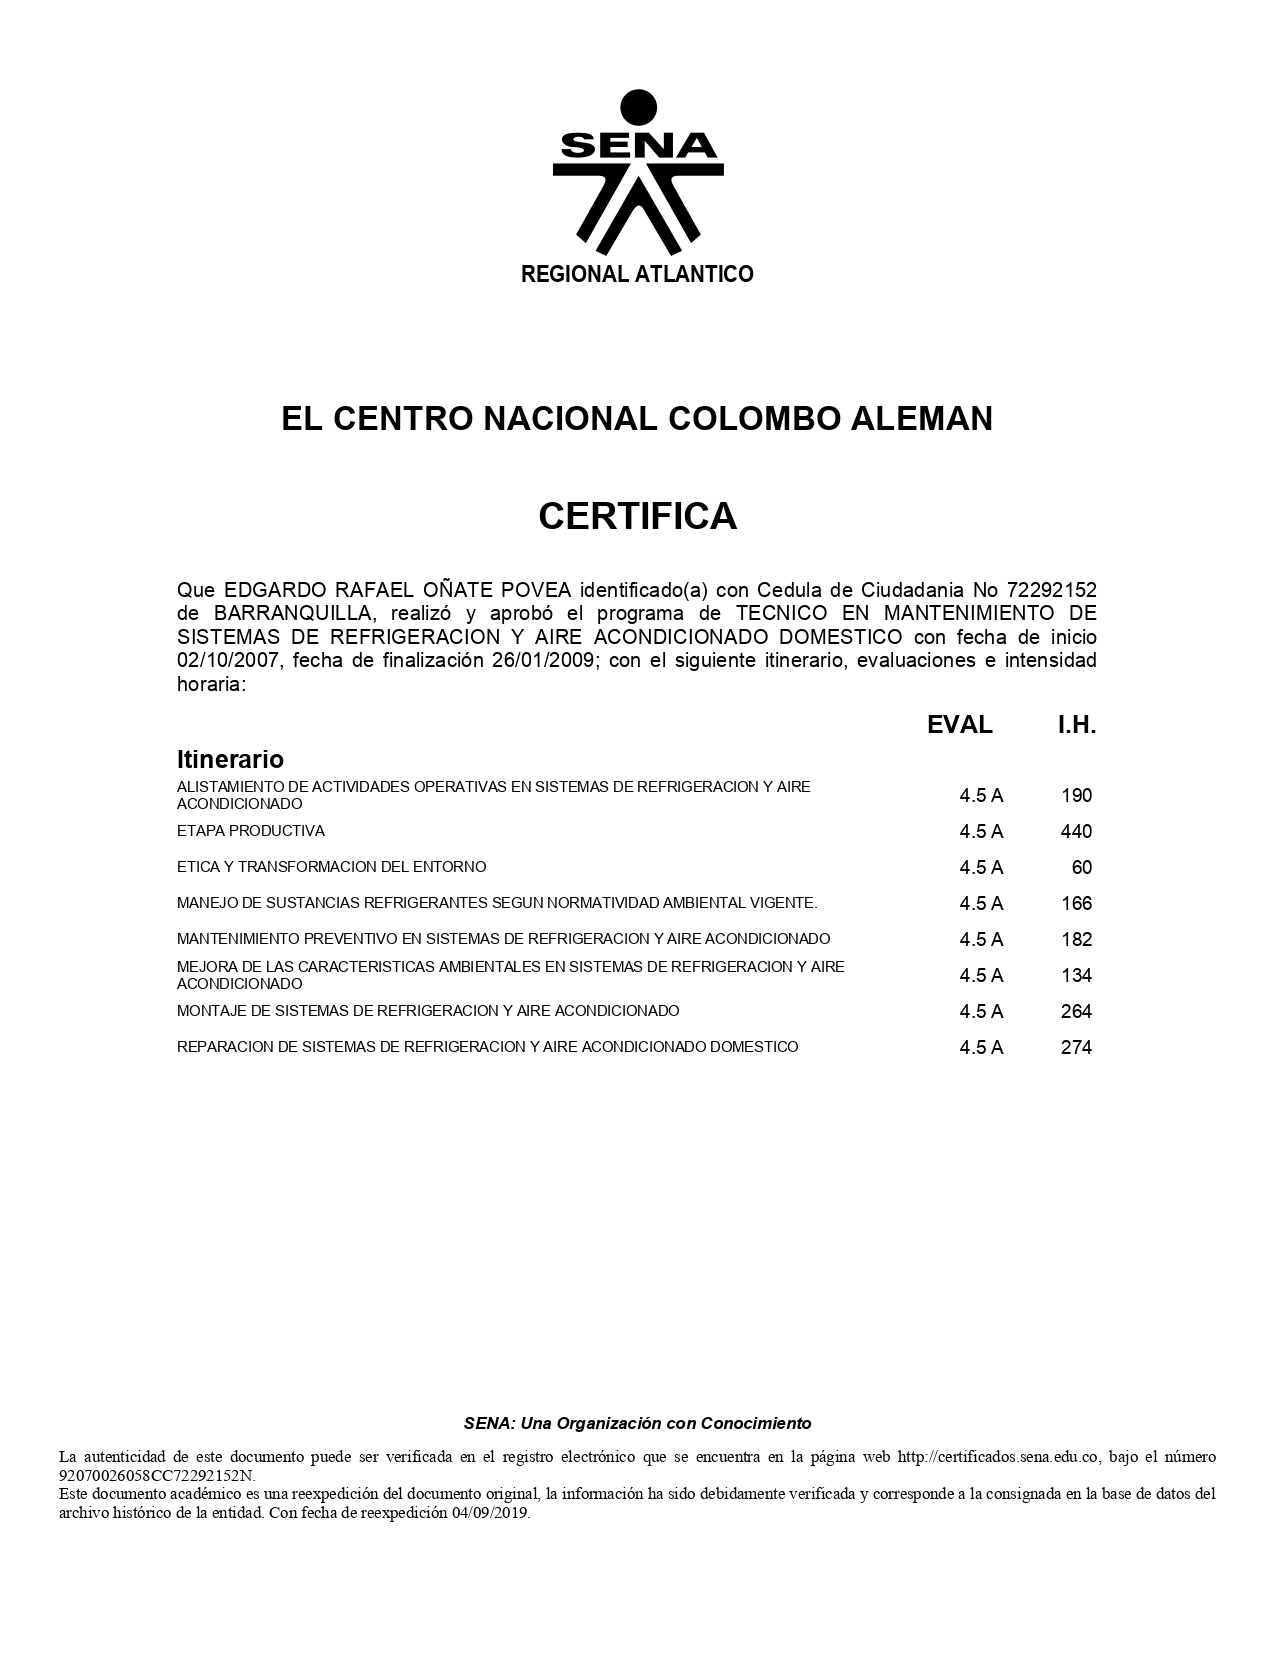 SENA
REGIONAL ATLANTICO
EL CENTRO NACIONAL COLOMBO ALEMAN
CERTIFICA
Que EDGARDO RAFAEL OÑATE POVEA identificado(a) con Cedula de Ciudadania No 72292152
de BARRANQUILLA, realizó y aprobó el programa de TECNICO EN MANTENIMIENTO DE
SISTEMAS DE REFRIGERACION Y AIRE ACONDICIONADO DOMESTICO con fecha de inicio
02/10/2007, fecha de finalización 26/01/2009; con el siguiente itinerario, evaluaciones e intensidad
horaria:
EVAL I.H.
Itinerario
ALISTAMIENTO DE ACTIVIDADES OPERATIVAS EN SISTEMAS DE REFRIGERACION Y AIRE
ACONDICIONADO 4.5 A 190
ETAPA PRODUCTIVA 4.5 A 440
ETICA Y TRANSFORMACION DEL ENTORNO 4.5 A 60
MANEJO DE SUSTANCIAS REFRIGERANTES SEGUN NORMATIVIDAD AMBIENTAL VIGENTE. 4.5 A 166
MANTENIMIENTO PREVENTIVO EN SISTEMAS DE REFRIGERACION Y AIRE ACONDICIONADO 4.5 A 182
MEJORA DE LAS CARACTERISTICAS AMBIENTALES EN SISTEMAS DE REFRIGERACION Y AIRE
ACONDICIONADO 4.5 A 134
MONTAJE DE SISTEMAS DE REFRIGERACION Y AIRE ACONDICIONADO 4.5 A 264
REPARACION DE SISTEMAS DE REFRIGERACION Y AIRE ACONDICIONADO DOMESTICO 4.5 A 274
SENA: Una Organización con Conocimiento
La autenticidad de este documento puede ser verificada en el registro electrónico que se encuentra en la página web http://certificados.sena.edu.co, bajo el número
92070026058CC72292152N.
Este documento académico es una reexpedición del documento original, la información ha sido debidamente verificada y corresponde a la consignada en la base de datos del
archivo histórico de la entidad. Con fecha de reexpedición 04/09/2019.